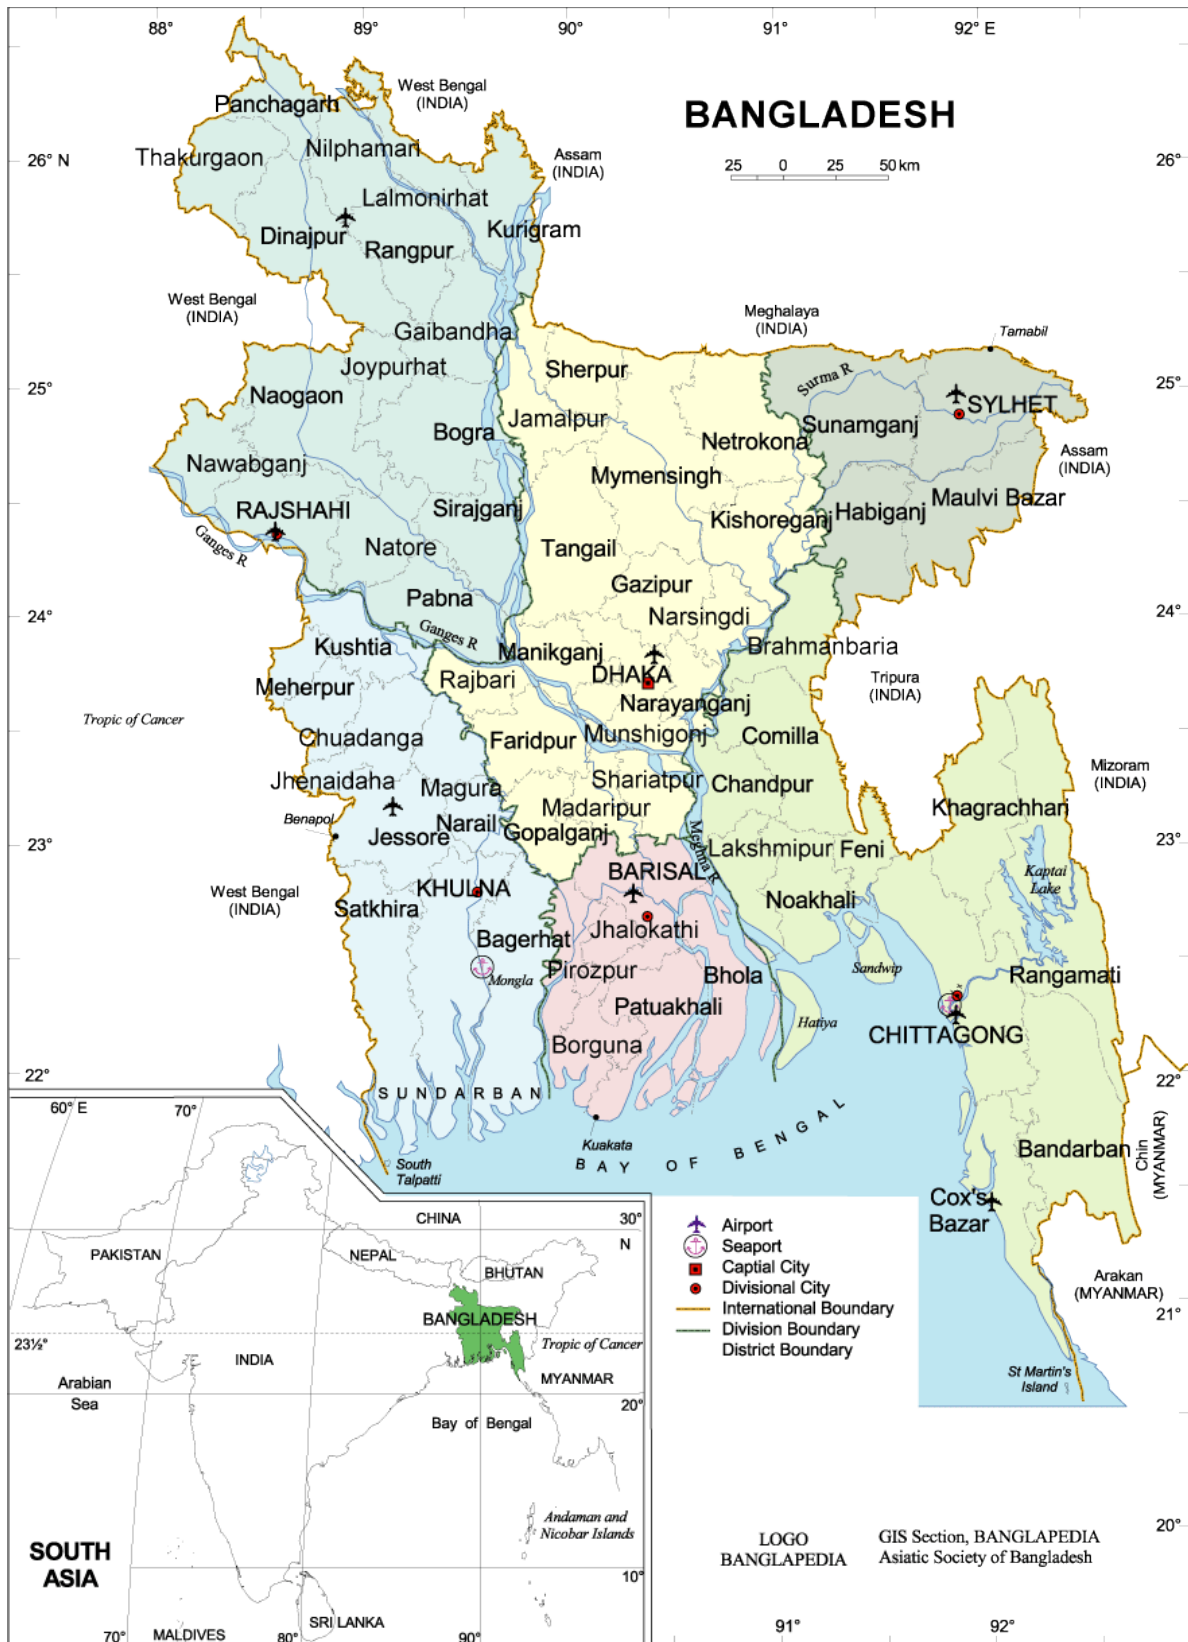 88°
89°
90°
91°
92° E
West Bengal
(INDIA)
BANGLADESH
Panchagarh
Nilphamari
Thakurgaon
26° N
Assam
(INDIA)
26°
25 0 25 50 km
Lalmonirhat
Kurigram
Dinajpur
Rangpur
West Bengal
(INDIA)
Meghalaya
(INDIA)
Tamabil
Gaibandha
Joypurhat
Sherpur
Surma R
25°
25°
Naogaon
SYLHET
Jamalpur
Sunamganj
Bogra
Netrokona
Assam
(INDIA)
Nawabganj
Mymensingh
Maulvi Bazar
RAJSHAHI
Sirajganj
Kishoreganj
Habiganj
Ganges R
Natore
Tangail
Gazipur
Pabna
24°
24°
Narsingdi
Ganges R
Kushtia
Manikganj
Brahmanbaria
DHAKA
Rajbari
Meherpur
Tripura
(INDIA)
Narayanganj
Tropic of Cancer
Chuadanga
Faridpur
Munshigonj
Comilla
Jhenaidaha
Magura
Shariatpur
Chandpur
Mizoram
(INDIA)
Madaripur
Khagrachhari
Benapol
Jessore
Narail
Gopalganj
Meghna R
23°
23°
Lakshmipur
Feni
BARISAL
Kaptai
Lake
West Bengal
(INDIA)
KHULNA
Satkhira
Noakhali
Jhalokathi
Bagerhat
Mongla
Pirozpur
Bhola
Sandwip
Rangamati
Patuakhali
Hatiya
CHITTAGONG
Borguna
22°
22°
SUNDARBAN
Kuakata
BAY OF BENGAL
Chin
(MYANMAR)
Bandarban
South
Talpatti
Cox's
Bazar
Airport
Seaport
Captial City
Divisional City
International Boundary
Division Boundary
District Boundary
Arakan
(MYANMAR)
21°
St Martin's
Island
60° E
70°
CHINA
30°
N
PAKISTAN
NEPAL
BHUTAN
BANGLADESH
23½°
Tropic of Cancer
INDIA
MYANMAR
Arabian
Sea
20°
Bay of Bengal
Andaman and
Nicobar Islands
SOUTH
ASIA
10°
SRI LANKA
70°
MALDIVES
80°
90°
20°
LOGO
BANGLAPEDIA
GIS Section, BANGLAPEDIA
Asiatic Society of Bangladesh
91°
92°